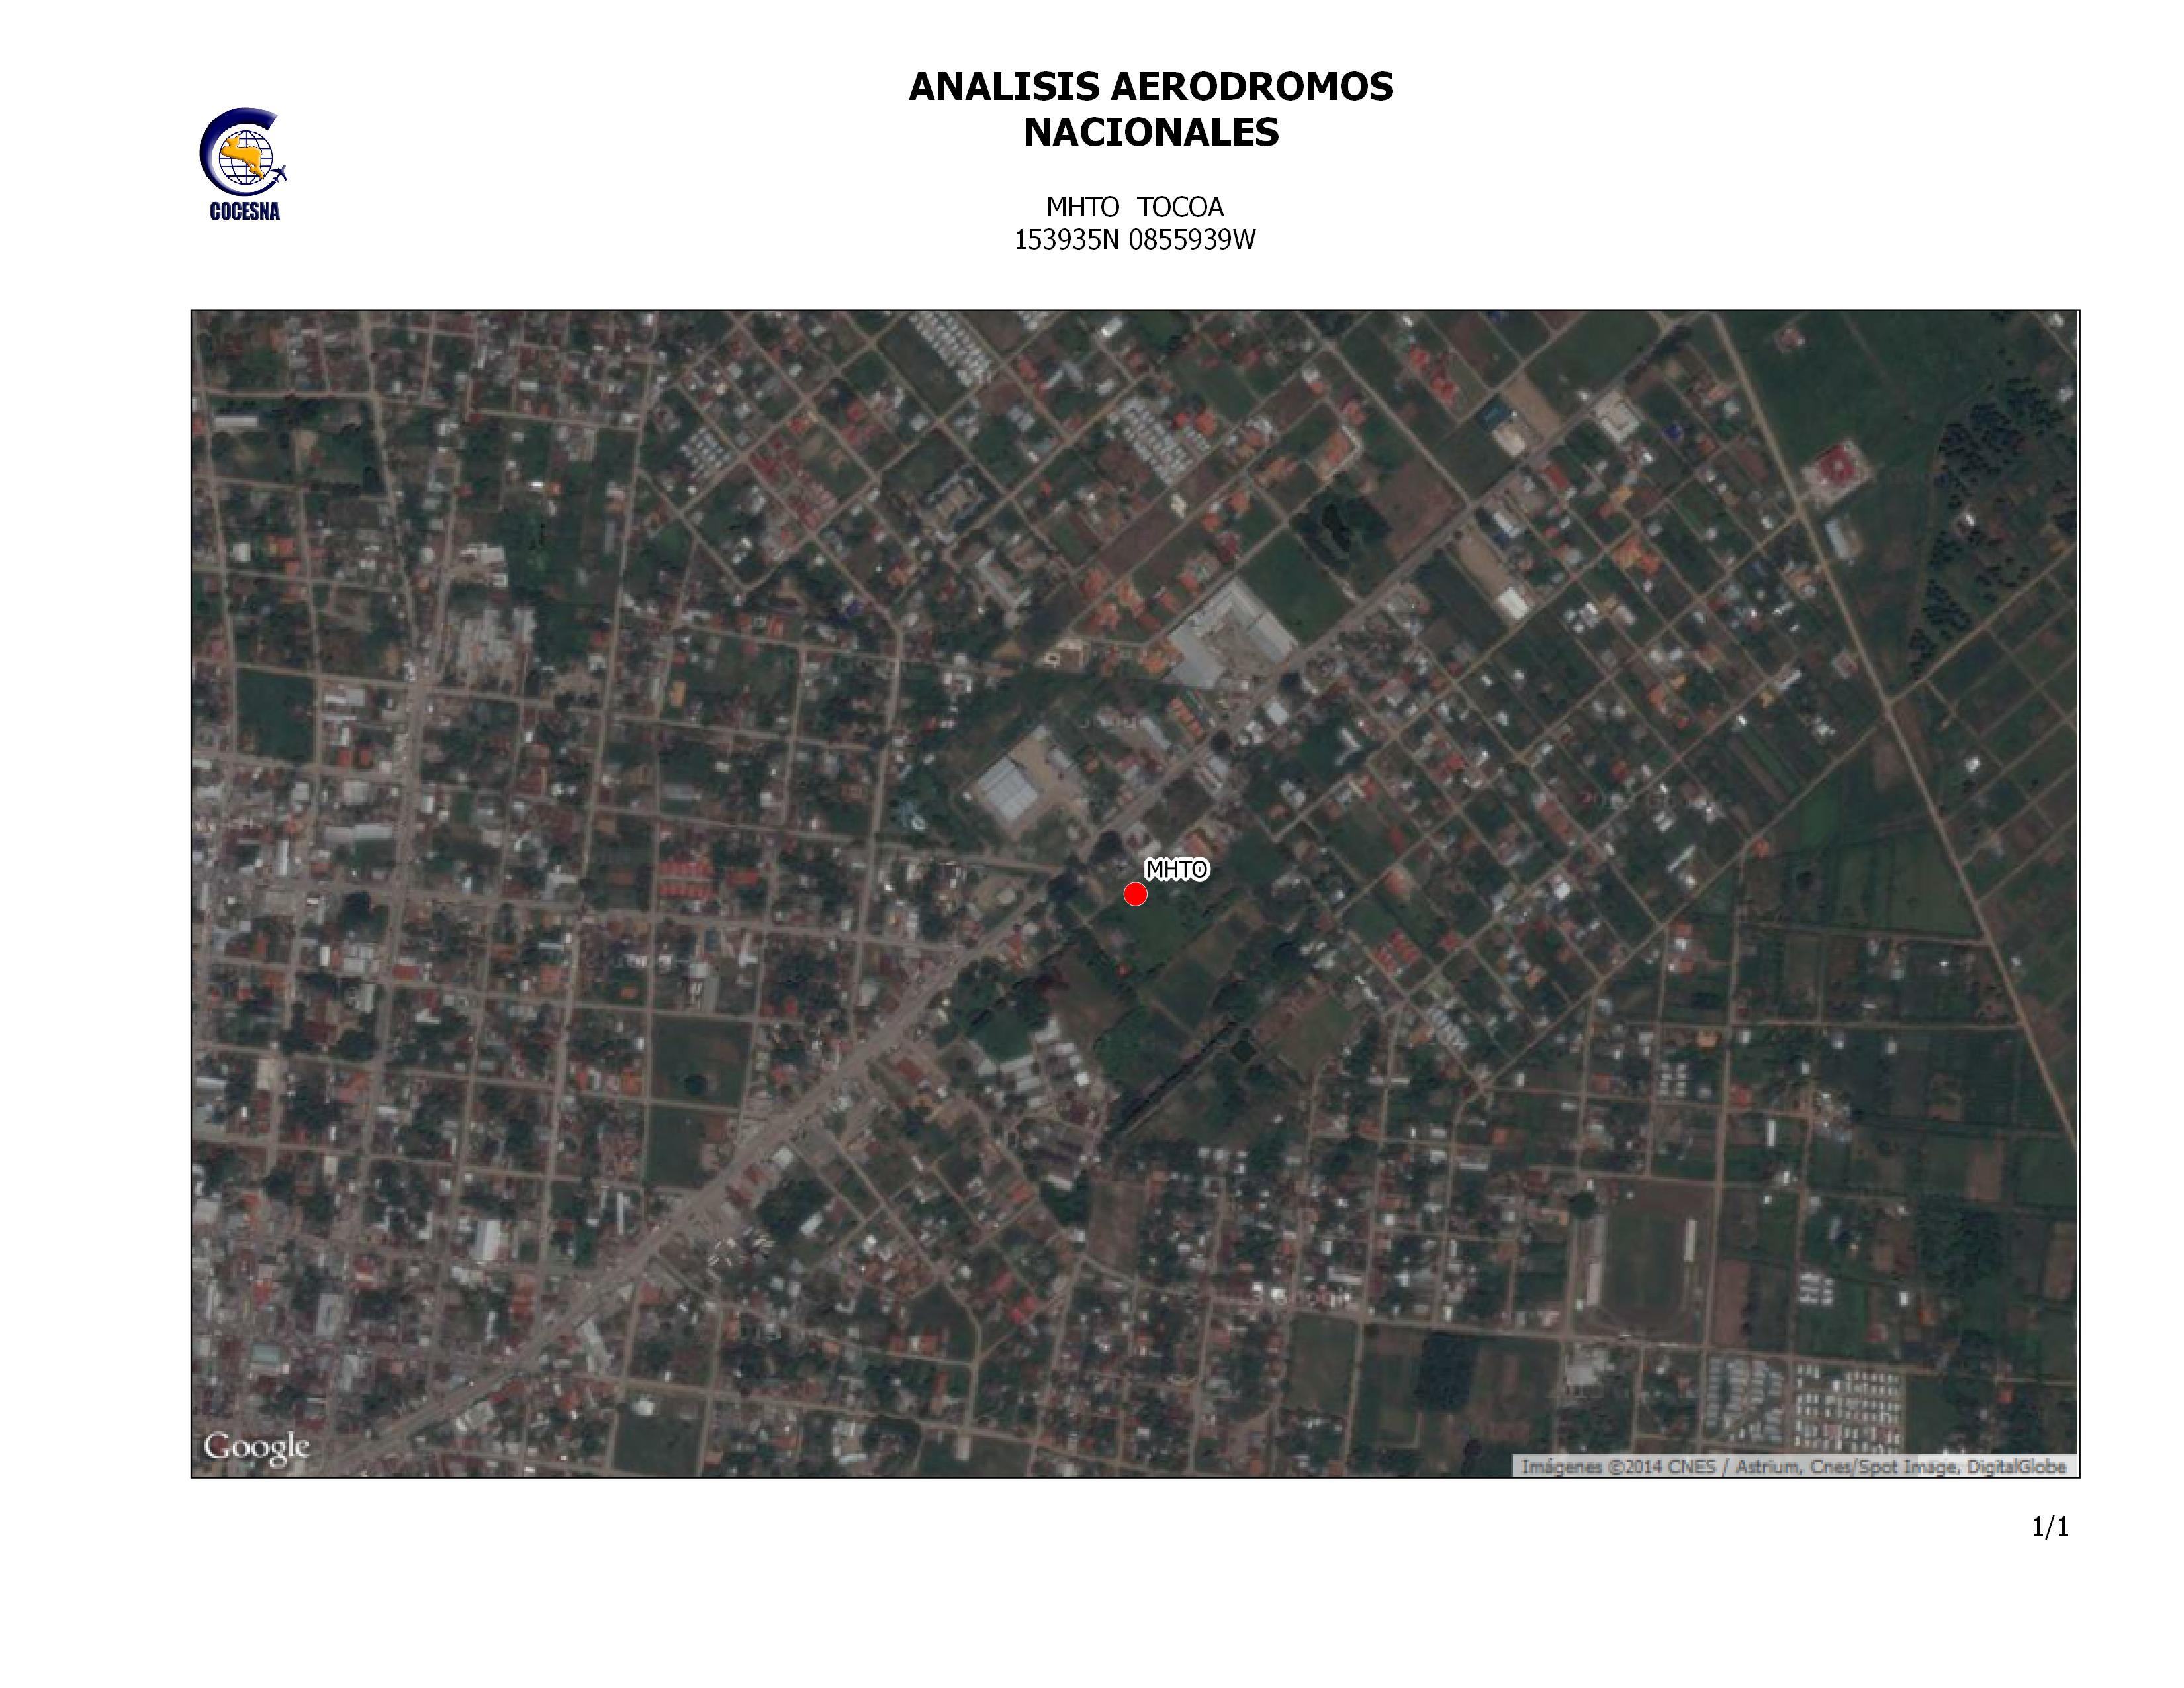 ANALISIS AERODROMOS
NACIONALES
COCESNA
MHTO TOCOA
153935N 0855939W
MHTO
Google
Imágenes ©2014 CNES / Astrium, Cnes/Spot Image, DigitalGlobe
1/1